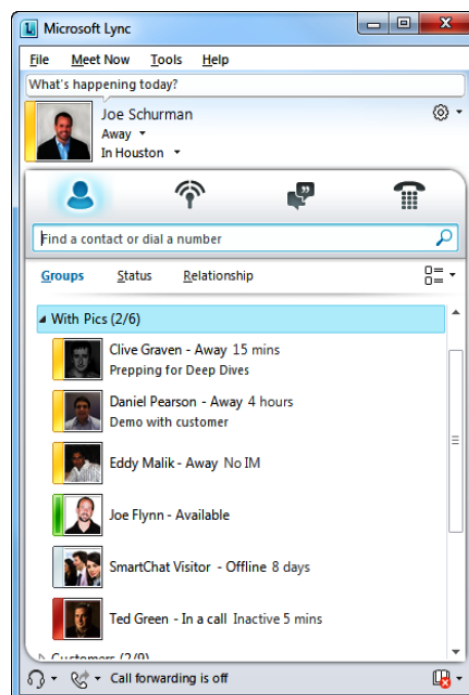 Microsoft Lync
File Meet Now Tools Help
What's happening today?
Joe Schurman
Away
In Houston
Find a contact or dial a number
Groups Status Relationship
With Pics (2/6)
Clive Graven - Away 15 mins
Prepping for Deep Dives
Daniel Pearson - Away 4 hours
Demo with customer
Eddy Malik - Away No IM
Joe Flynn - Available
SmartChat Visitor - Offline 8 days
Ted Green - In a call Inactive 5 mins
Customers (2/9)
Call forwarding is off